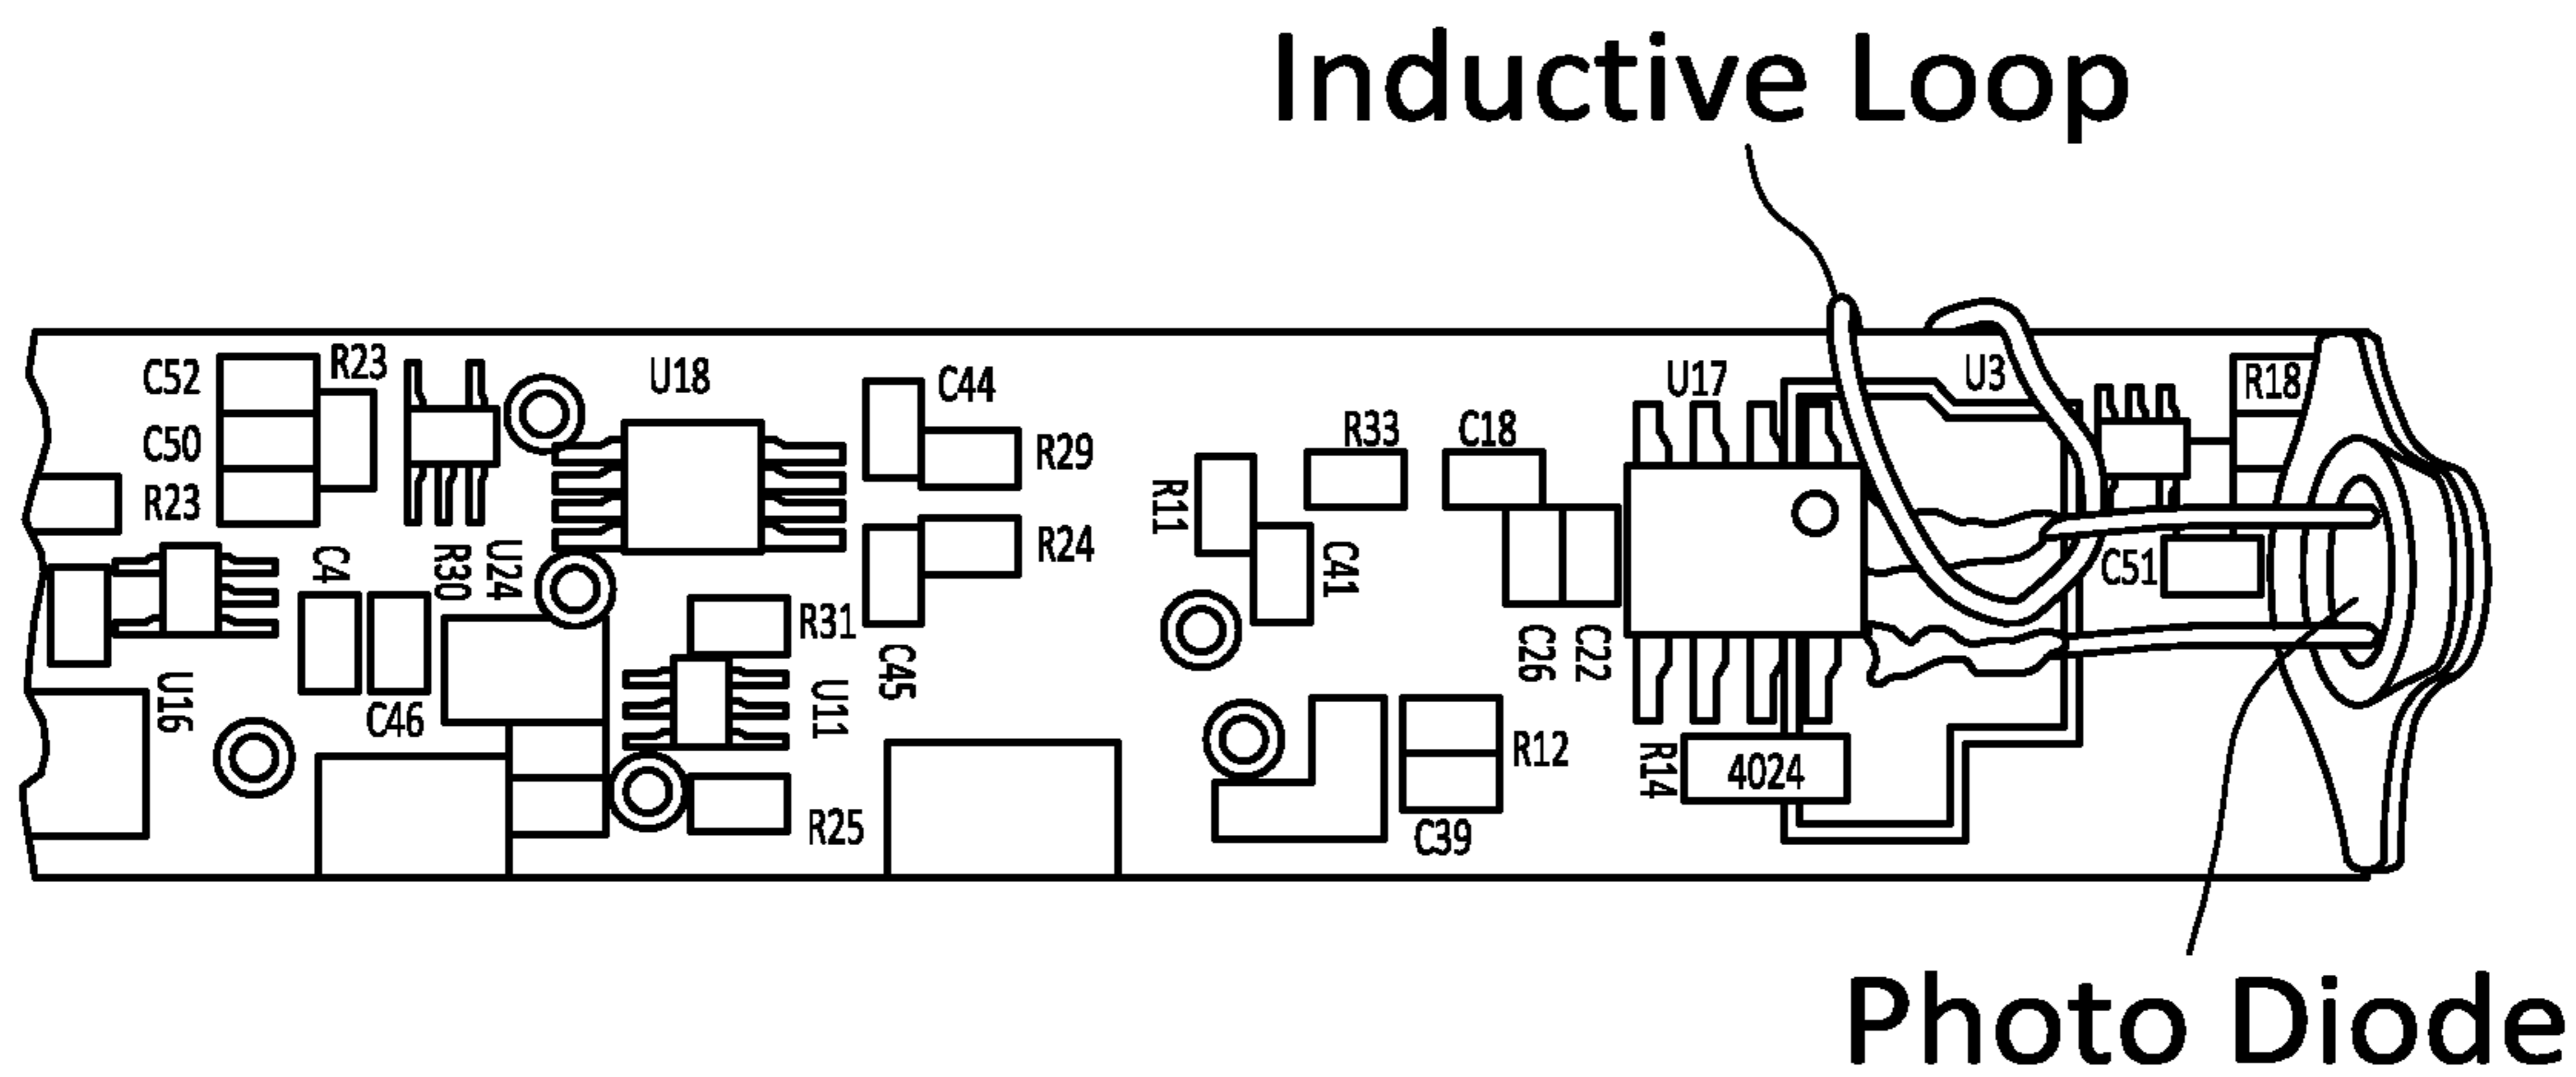 Inductive Loop
C52
R23
U18
C44
U17
U3
R18
C50
R29
R33
C18
R23
R11
R24
C4
R30
U24
C41
C51
R31
C26
C22
C45
U16
C46
U11
R12
R14
4024
R25
C39
Photo Diode